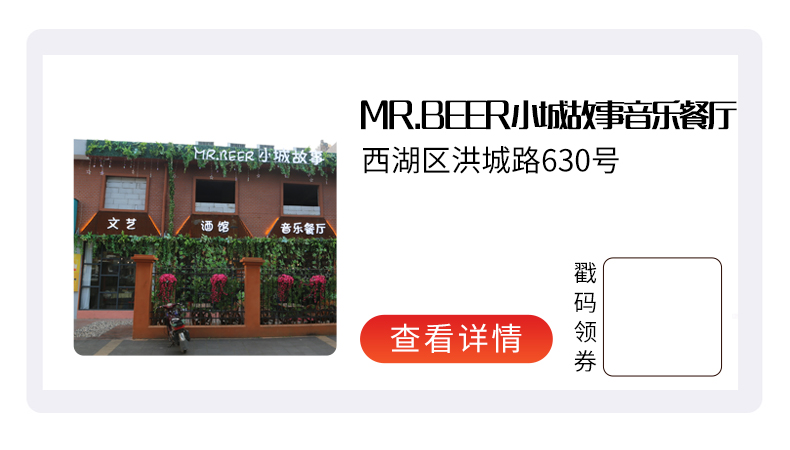 MR.BEER小城故事音乐餐厅
西湖区洪城路630号
MR.BEER 小城故事
文艺
酒馆
音乐餐厅
查看详情
戳码领券